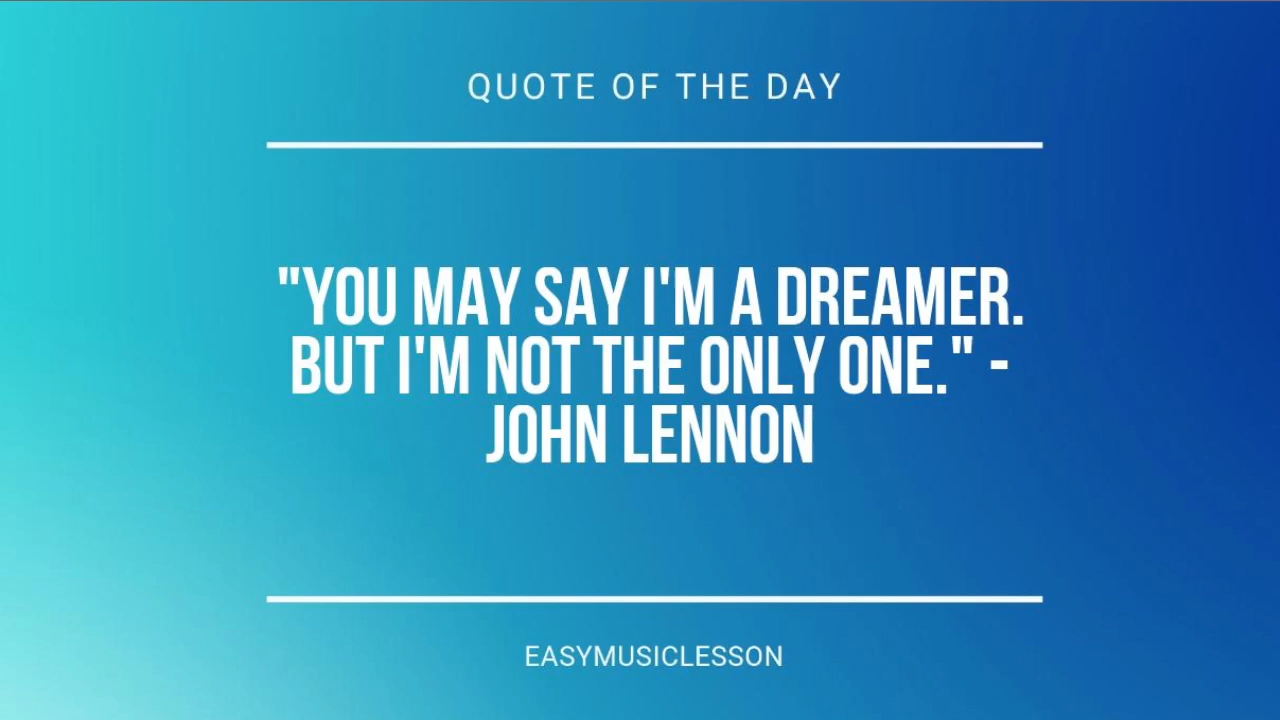 QUOTE OF THE DAY
"YOU MAY SAY I'M A DREAMER.
BUT I'M NOT THE ONLY ONE." -
JOHN LENNON
EASYMUSICLESSON